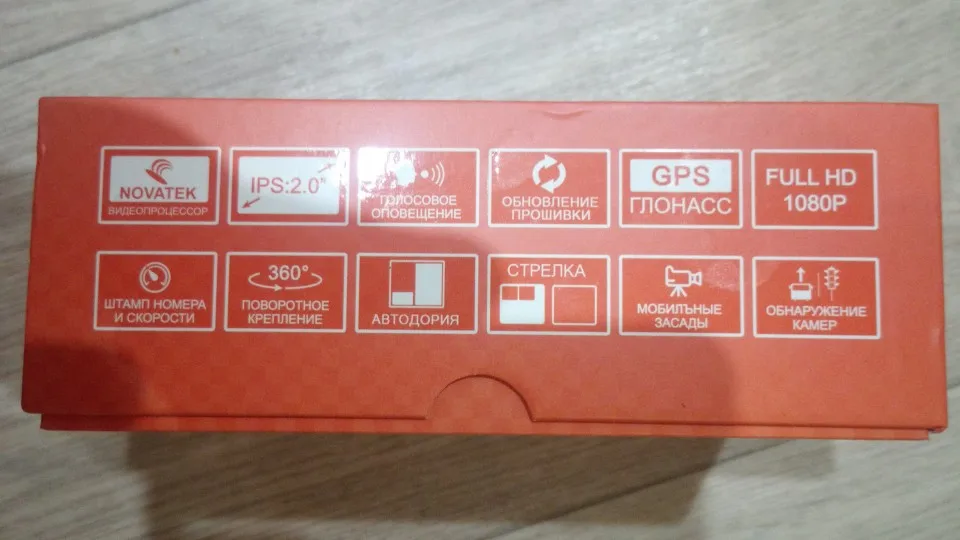 NOVATEK
ВИДЕОПРОЦЕССОР
IPS:2.0"
ГОЛОСОВОЕ
ОПОВЕЩЕНИЕ
ОБНОВЛЕНИЕ
ПРОШИВКИ
GPS
ГЛОНАСС
FULL HD
1080P
ШТАМП НОМЕРА
И СКОРОСТИ
360°
ПОВОРОТНОЕ
КРЕПЛЕНИЕ
АВТОДОРИЯ
СТРЕЛКА
МОБИЛЪНЫЕ
ЗАСАДЫ
ОБНАРУЖЕНИЕ
КАМЕР